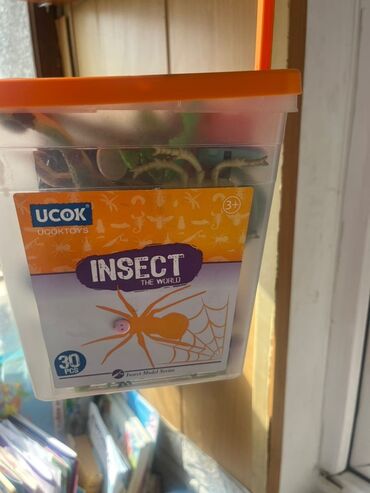 UCOK
UCOKTOYS
3+
INSECT
THE WORLD
30
PCS
Insect Model Series